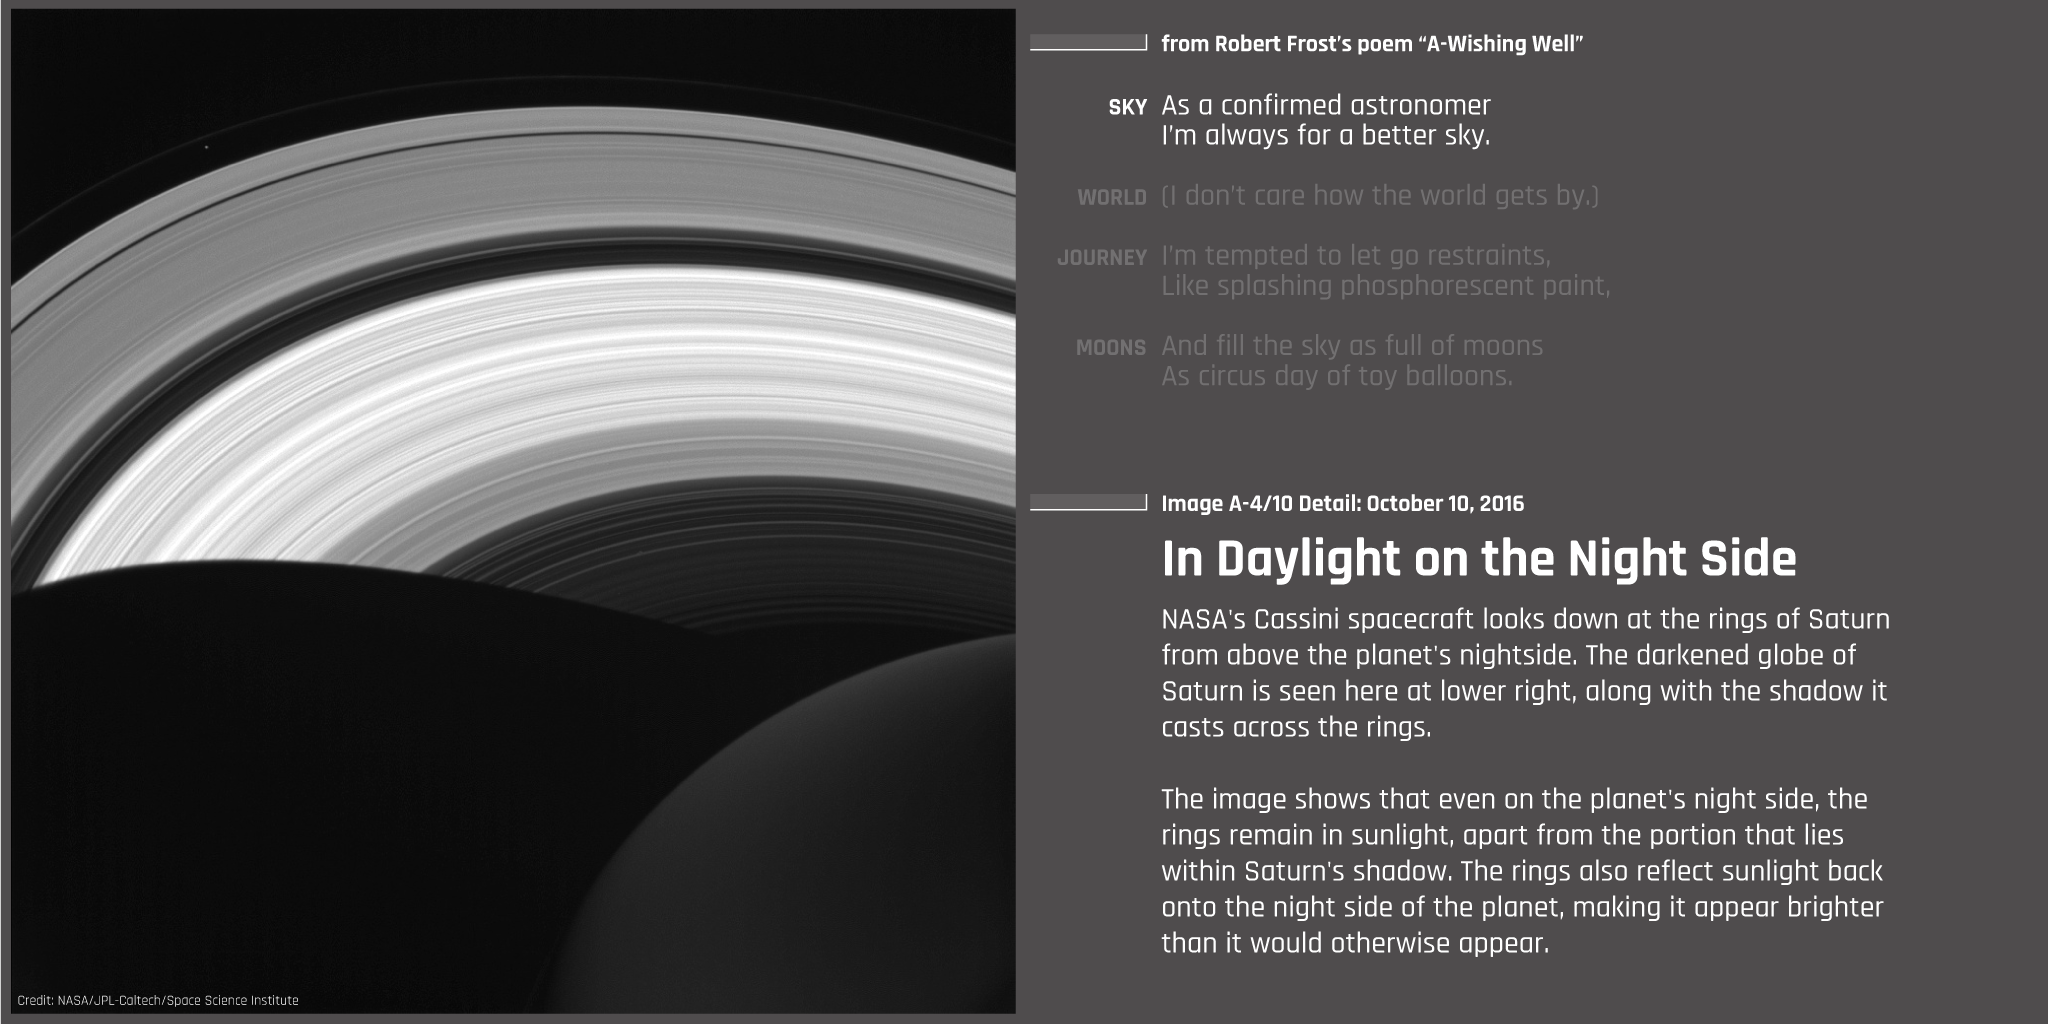 from Robert Frost's poem “A-Wishing Well”
SKY As a confirmed astronomer
I'm always for a better sky.
WORLD (I don't care how the world gets by.)
JOURNEY I'm tempted to let go restraints,
Like splashing phosphorescent paint,
MOONS And fill the sky as full of moons
As circus day of toy balloons.
Image A-4/10 Detail: October 10, 2016
In Daylight on the Night Side
NASA's Cassini spacecraft looks down at the rings of Saturn
from above the planet's nightside. The darkened globe of
Saturn is seen here at lower right, along with the shadow it
casts across the rings.
The image shows that even on the planet's night side, the
rings remain in sunlight, apart from the portion that lies
within Saturn's shadow. The rings also reflect sunlight back
onto the night side of the planet, making it appear brighter
than it would otherwise appear.
Credit: NASA/JPL-Caltech/Space Science Institute